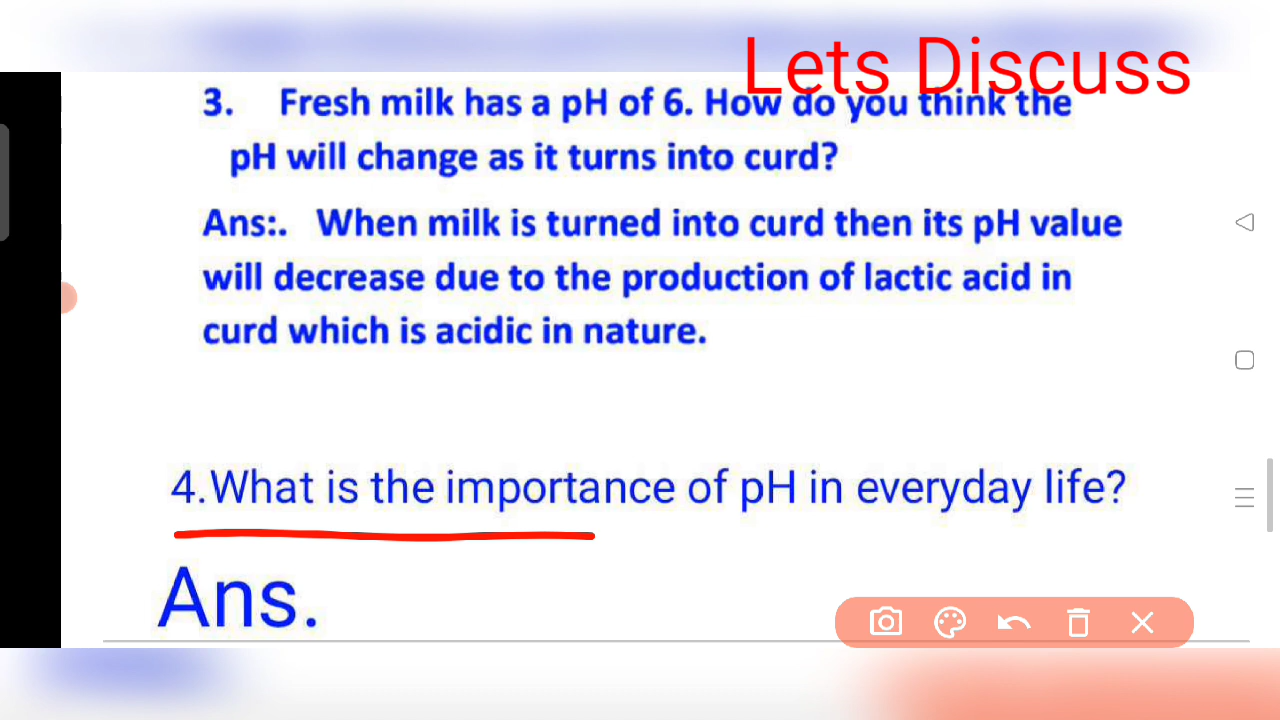 Lets Discuss
3. Fresh milk has a pH of 6. How do you think the
pH will change as it turns into curd?
Ans:. When milk is turned into curd then its pH value
will decrease due to the production of lactic acid in
curd which is acidic in nature.
4.What is the importance of pH in everyday life?
Ans.